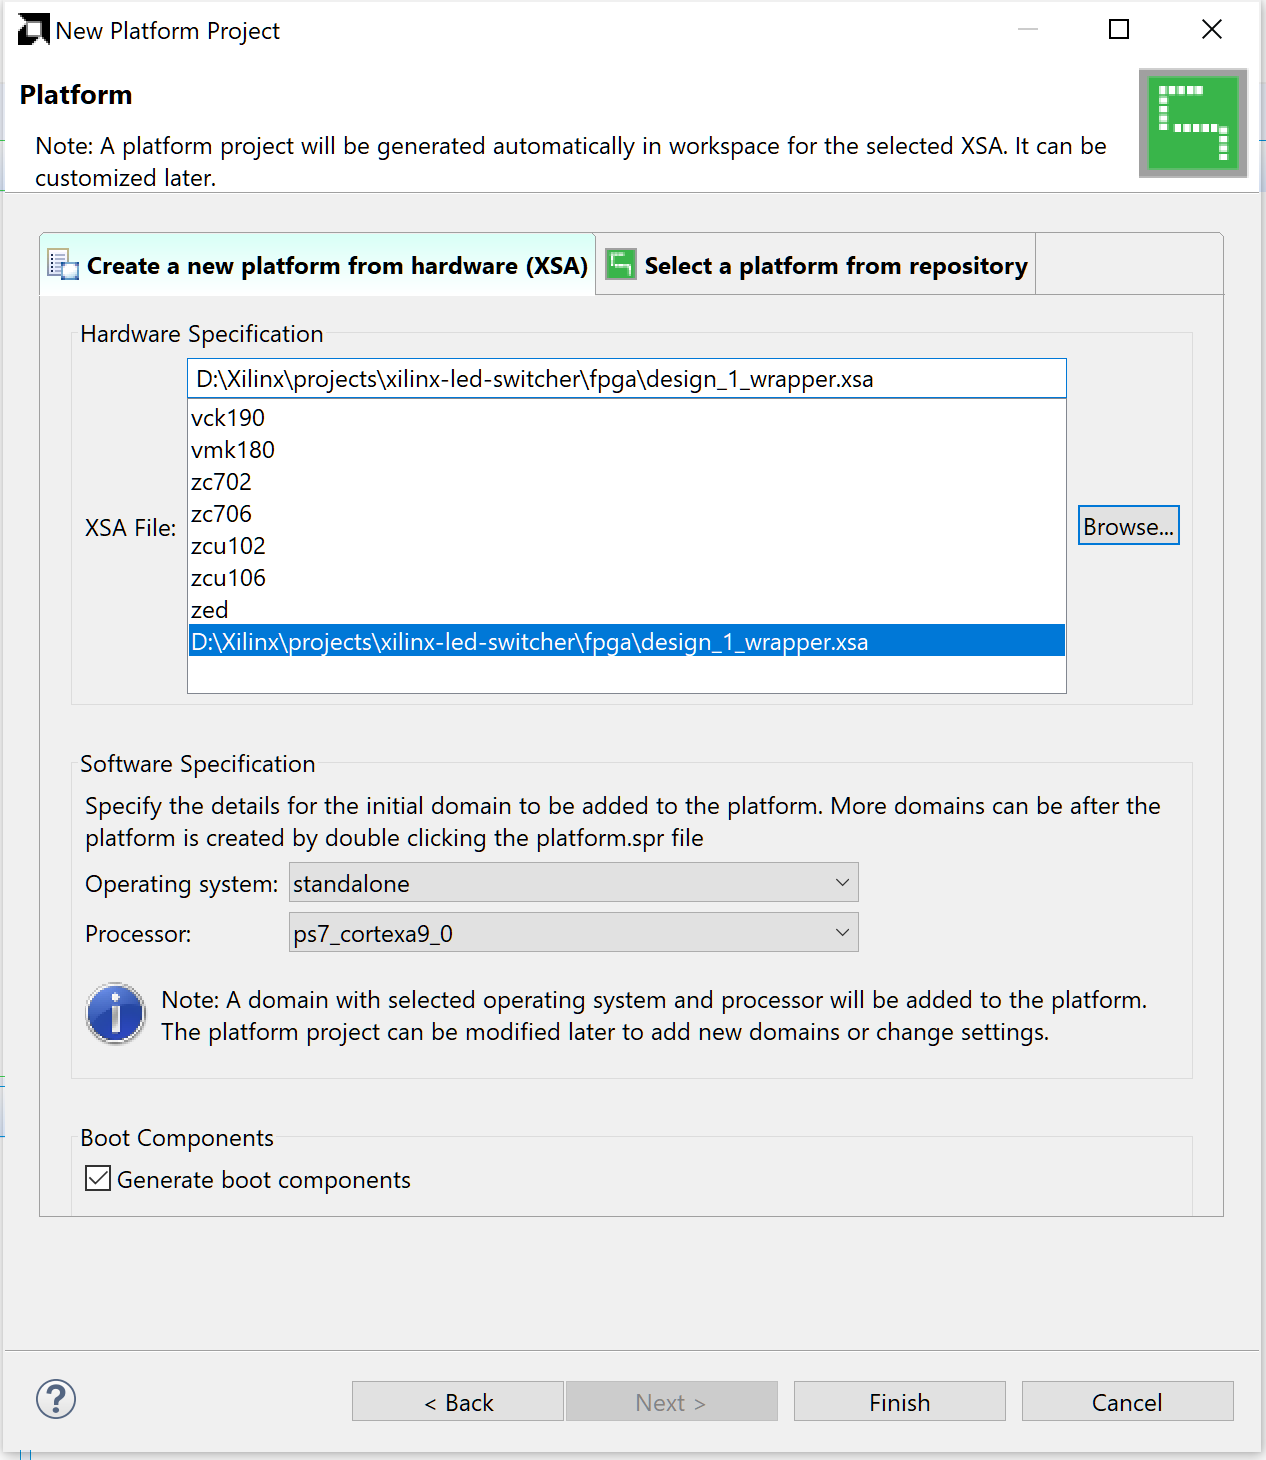 New Platform Project
Platform
Note: A platform project will be generated automatically in workspace for the selected XSA. It can be
customized later.
Create a new platform from hardware (XSA)
Select a platform from repository
Hardware Specification
D:\Xilinx\projects\xilinx-led-switcher\fpga\design_1_wrapper.xsa
vck190
vmk180
zc702
zc706
XSA File:
Browse...
zcu102
zcu106
zed
D:\Xilinx\projects\xilinx-led-switcher\fpga\design_1_wrapper.xsa
Software Specification
Specify the details for the initial domain to be added to the platform. More domains can be after the
platform is created by double clicking the platform.spr file
Operating system: standalone
Processor: ps7_cortexa9_0
Note: A domain with selected operating system and processor will be added to the platform.
The platform project can be modified later to add new domains or change settings.
Boot Components
Generate boot components
< Back
Next >
Finish
Cancel